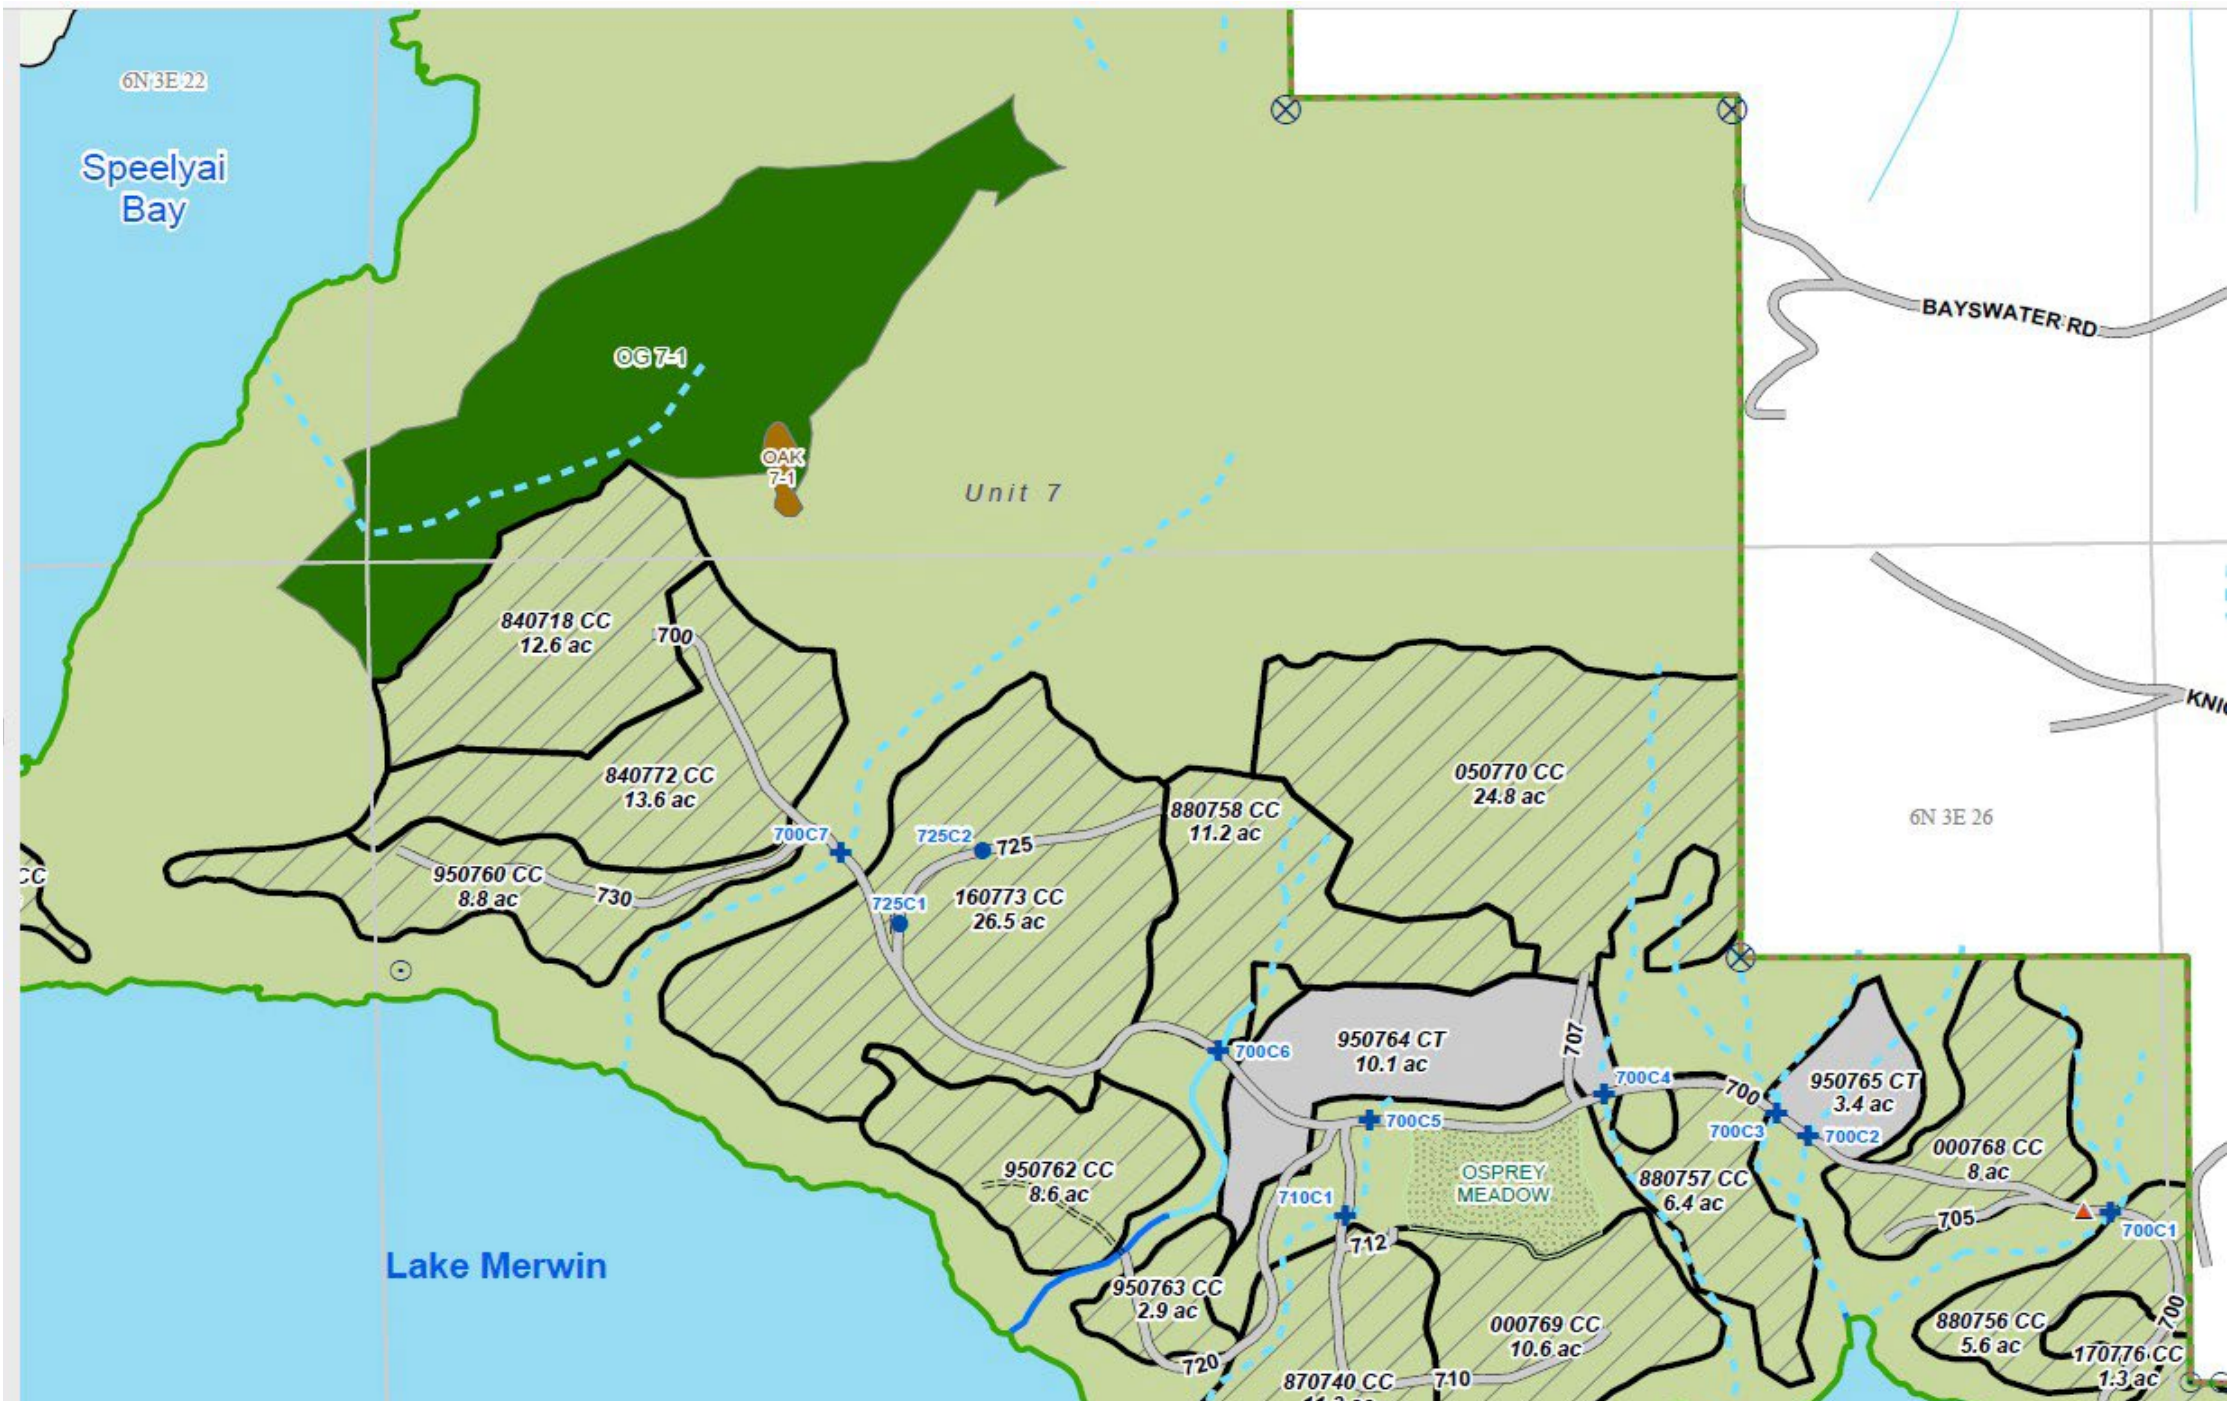 6N 3E 22
Speelyai
Bay
BAYSWATER RD
OG 7-1
OAK
7-1
Unit 7
840718 CC
12.6 ac
700
KNI
840772 CC
13.6 ac
050770 CC
24.8 ac
880758 CC
11.2 ac
6N 3E 26
700C7
725C2
725
CC
950760 CC
8.8 ac
730
725C1
160773 CC
26.5 ac
950764 CT
10.1 ac
707
700C6
700C4
700
950765 CT
3.4 ac
700C5
700C3
700C2
000768 CC
8 ac
950762 CC
8.6 ac
OSPREY
MEADOW
880757 CC
6.4 ac
710C1
705
700C1
712
Lake Merwin
950763 CC
2.9 ac
700
000769 CC
10.6 ac
880756 CC
5.6 ac
170776 CC
1.3 ac
720
870740 CC
710